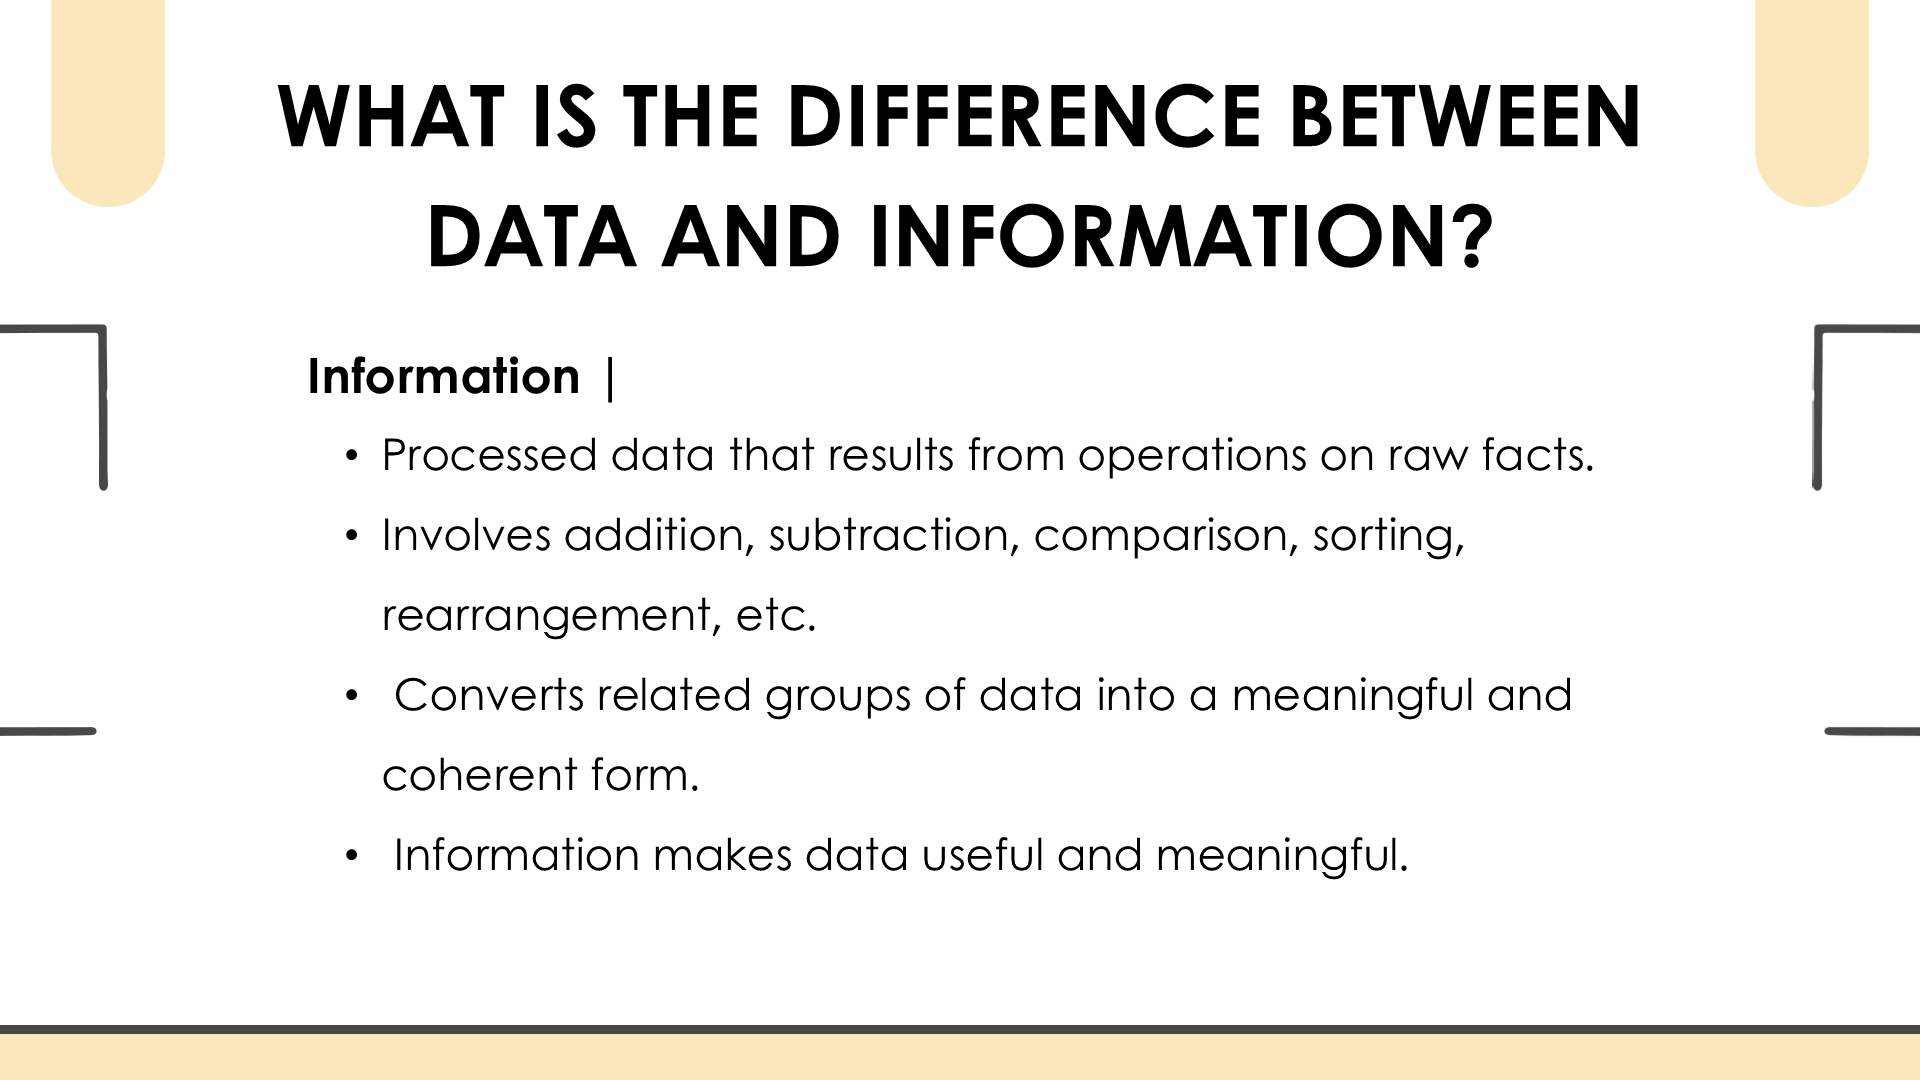 WHAT IS THE DIFFERENCE BETWEEN
DATA AND INFORMATION?
Information |
• Processed data that results from operations on raw facts.
• Involves addition, subtraction, comparison, sorting,
rearrangement, etc.
• Converts related groups of data into a meaningful and
coherent form.
• Information makes data useful and meaningful.